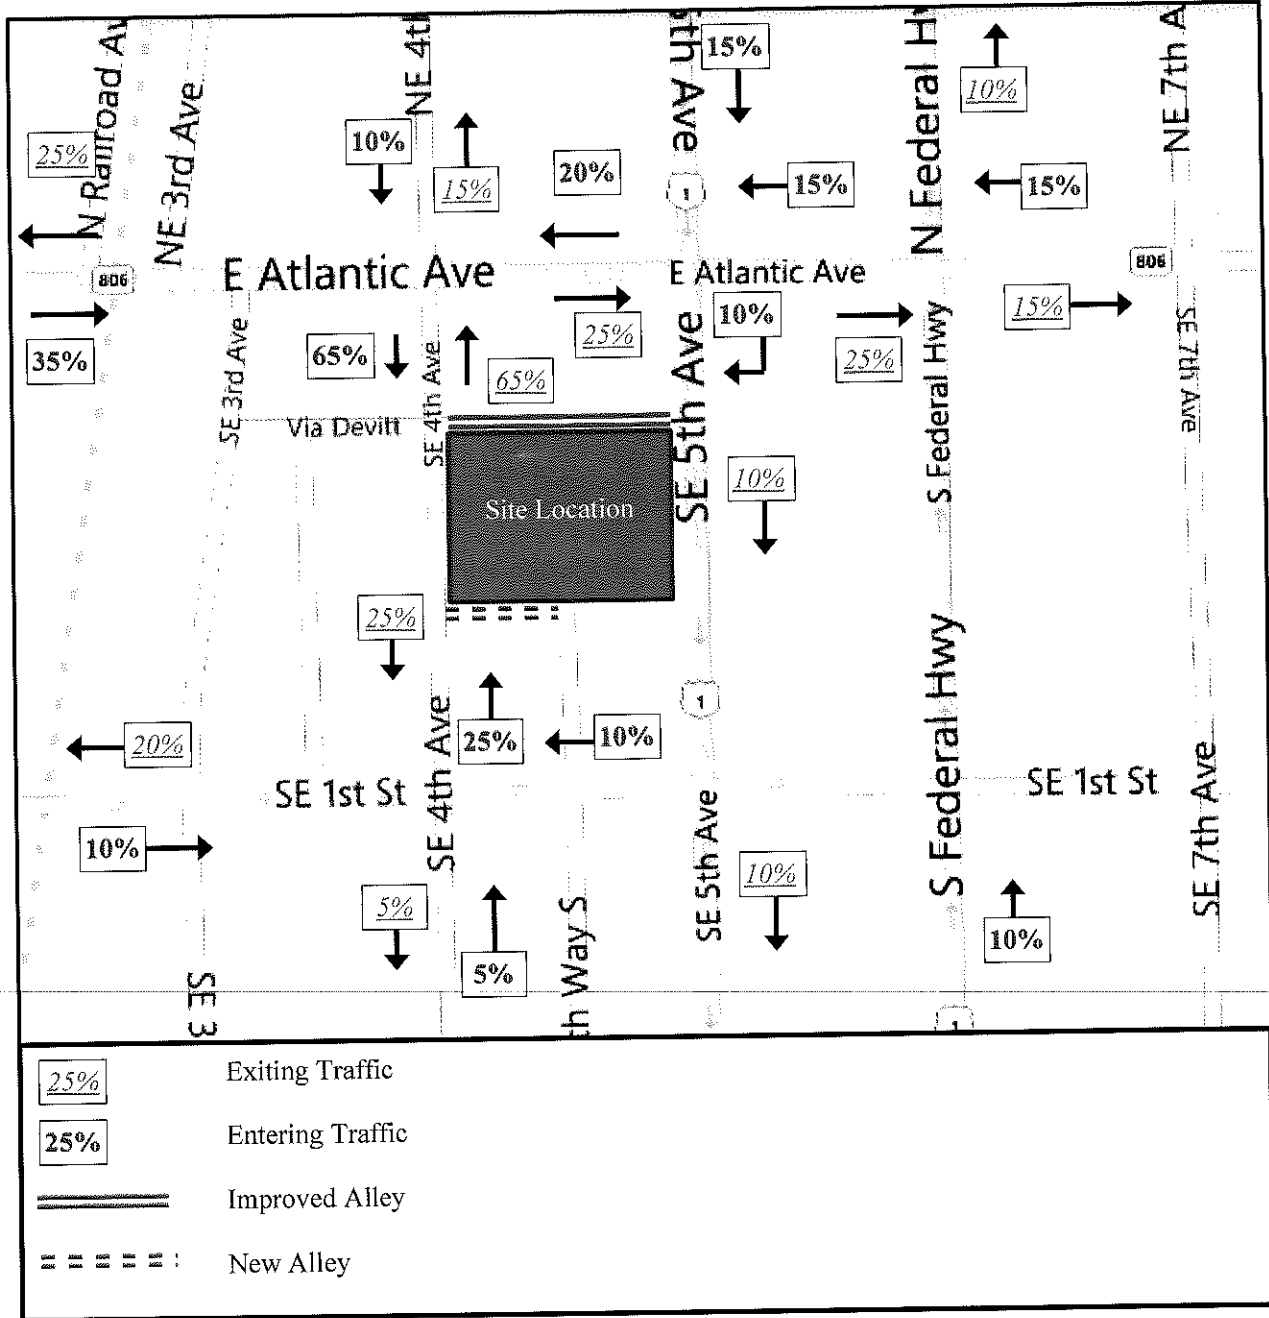 N Railroad Av
NE 3rd Ave
NE 4th
5th Ave
N Federal Hw
NE 7th A
15%
10%
25%
10%
15%
20%
1
15%
15%
806
E Atlantic Ave
E Atlantic Ave
806
35%
SE 3rd Ave
65%
SE 4th Ave
65%
25%
10%
25%
15%
S Federal Hwy
SE 7th Ave
Via Devitt
SE 5th Ave
Site Location
10%
25%
1
20%
SE 4th Ave
25%
10%
S Federal Hwy
SE 1st St
SE 1st St
SE 7th Ave
10%
SE 5th Ave
10%
5%
5%
th Way S
10%
SE 3
1
25% Exiting Traffic
25% Entering Traffic
Improved Alley
New Alley